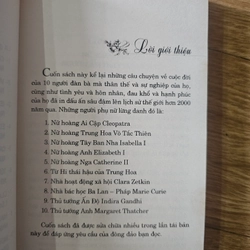 Lời giới thiệu
Cuốn sách này kể lại những câu chuyện về cuộc đời
của 10 người đàn bà mà thân thế và sự nghiệp của họ,
cũng như tình yêu và hôn nhân, đau khổ và hạnh phúc
của họ đã in dấu ấn sâu đậm lên lịch sử thế giới hơn 2000
năm qua. Những người phụ nữ lừng danh đó là:
1. Nữ hoàng Ai Cập Cleopatra
2. Nữ hoàng Trung Hoa Võ Tắc Thiên
3. Nữ hoàng Tây Ban Nha Isabella I
4. Nữ hoàng Anh Elizabeth I
5. Nữ hoàng Nga Catherine II
6. Từ Hi thái hậu của Trung Hoa
7. Nhà hoạt động xã hội Clara Zetkin
8. Nhà bác học Ba Lan – Pháp Marie Curie
9. Thủ tướng Ấn Độ Indira Gandhi
10. Thủ tướng Anh Margaret Thatcher
Cuốn sách đã được sửa chữa nhiều trong lần tái bản
này để đáp ứng yêu cầu của đông đảo bạn đọc.